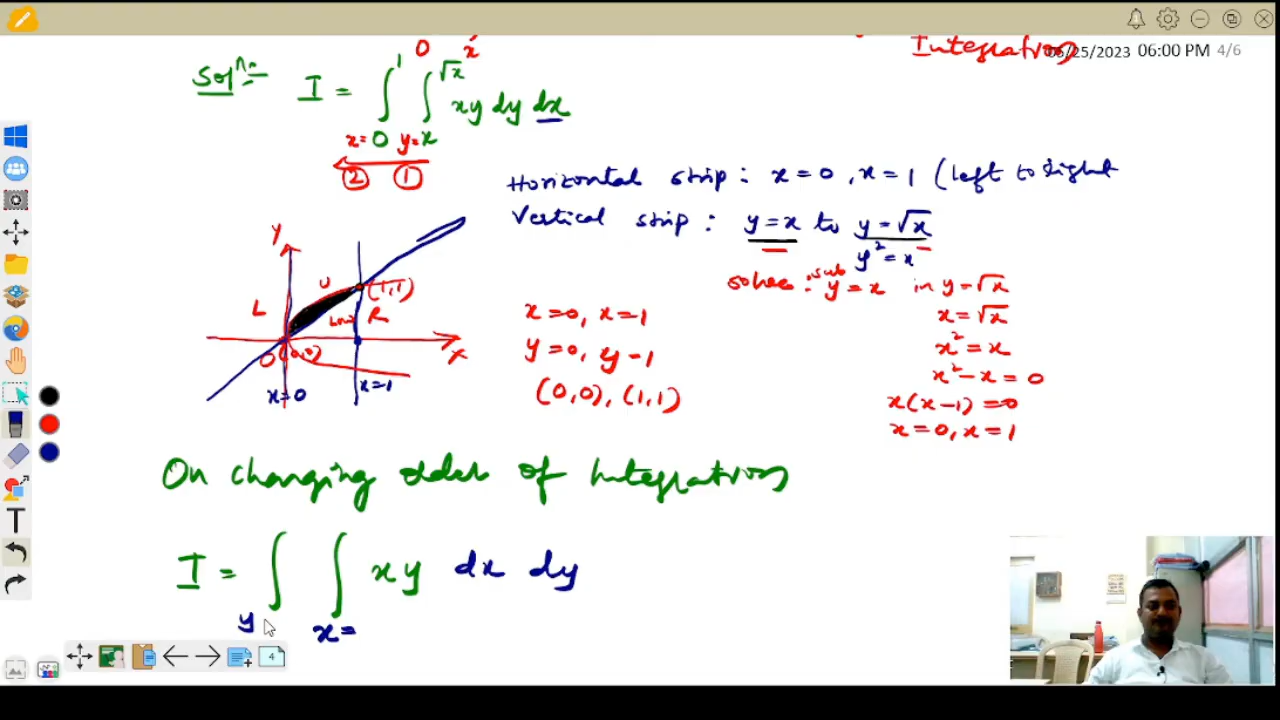 Integration
06/25/2023 06:00 PM 4/6
0 x
Solⁿ:-
I = ∫ₓ₌₀¹ ∫ᵧ₌ₓ^√x xy dy dx
② ①
Horizontal strip : x = 0, x = 1 (left to right
Vertical strip : y = x to y = √x
y² = x
solve : sub y = x in y = √x
x = √x
x² = x
x² - x = 0
x(x-1) = 0
x = 0, x = 1
x = 0, x = 1
y = 0, y = 1
(0,0), (1,1)
Y
U
(1,1)
L
R
O (0,0)
X
x = 0
x = 1
On changing order of Integration
I = ∫ ∫ xy dx dy
y x =
T
4